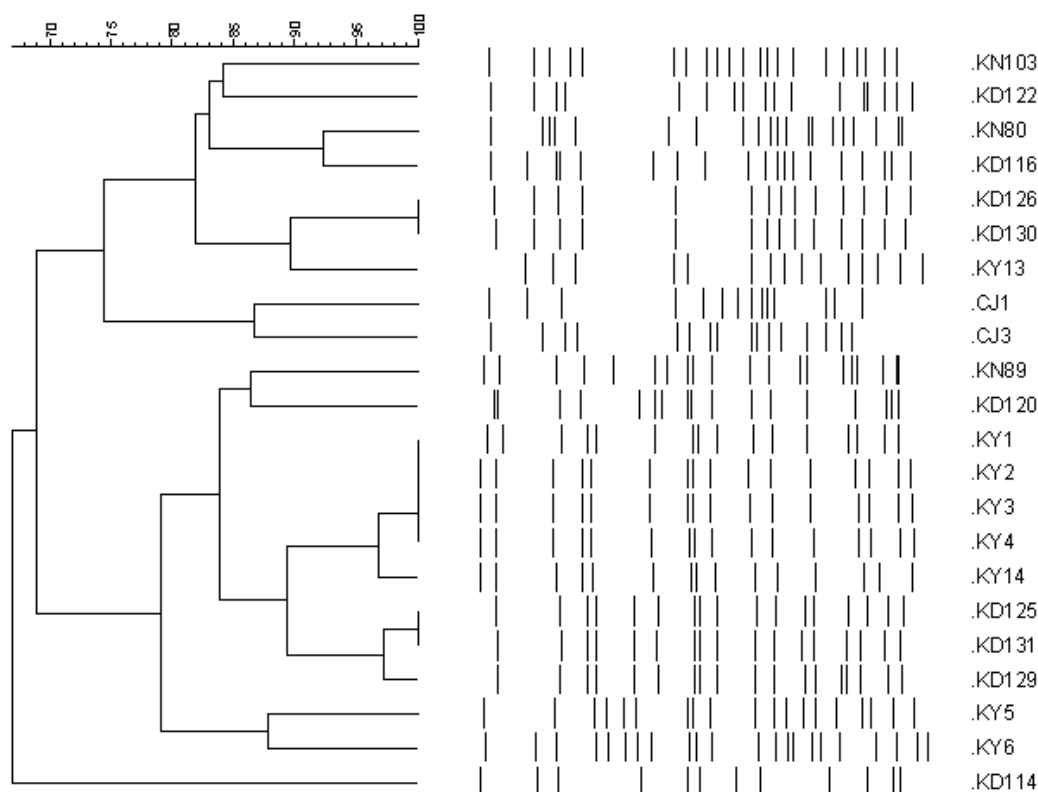 70 75 80 85 90 95 100
.KN103
.KD122
.KN80
.KD116
.KD126
.KD130
.KY13
.CJ1
.CJ3
.KN89
.KD120
.KY1
.KY2
.KY3
.KY4
.KY14
.KD125
.KD131
.KD129
.KY5
.KY6
.KD114